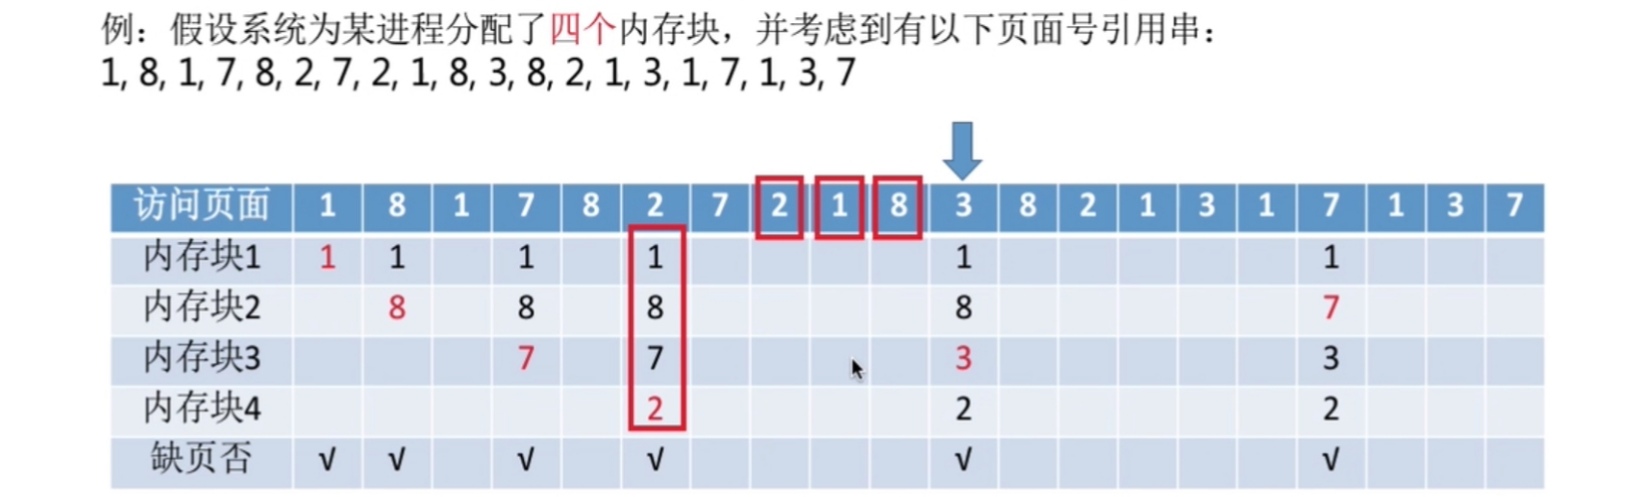 例：假设系统为某进程分配了四个内存块，并考虑到有以下页面号引用串：
1, 8, 1, 7, 8, 2, 7, 2, 1, 8, 3, 8, 2, 1, 3, 1, 7, 1, 3, 7
访问页面 1 8 1 7 8 2 7 2 1 8 3 8 2 1 3 1 7 1 3 7
内存块1 1 1 1 1 1 1
内存块2 8 8 8 8 7
内存块3 7 7 3 3
内存块4 2 2 2
缺页否 √ √ √ √ √ √